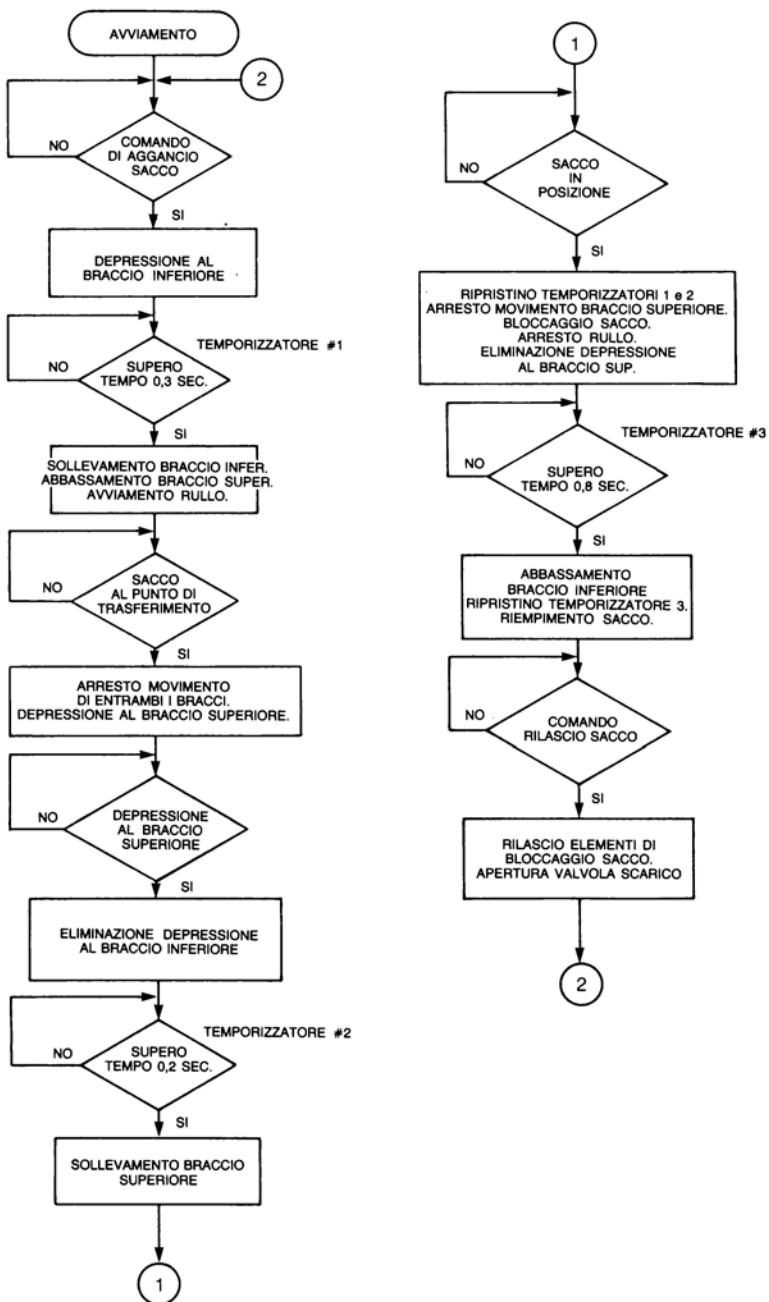 AVVIAMENTO
2
COMANDO
DI AGGANCIO
SACCO
NO
SI
DEPRESSIONE AL
BRACCIO INFERIORE
TEMPORIZZATORE #1
SUPERO
TEMPO 0,3 SEC.
NO
SI
SOLLEVAMENTO BRACCIO INFER.
ABBASSAMENTO BRACCIO SUPER.
AVVIAMENTO RULLO.
SACCO
AL PUNTO DI
TRASFERIMENTO
NO
SI
ARRESTO MOVIMENTO
DI ENTRAMBI I BRACCI.
DEPRESSIONE AL BRACCIO SUPERIORE.
DEPRESSIONE
AL BRACCIO
SUPERIORE
NO
SI
ELIMINAZIONE DEPRESSIONE
AL BRACCIO INFERIORE
TEMPORIZZATORE #2
SUPERO
TEMPO 0,2 SEC.
NO
SI
SOLLEVAMENTO BRACCIO
SUPERIORE
1
1
SACCO
IN
POSIZIONE
NO
SI
RIPRISTINO TEMPORIZZATORI 1 e 2
ARRESTO MOVIMENTO BRACCIO SUPERIORE.
BLOCCAGGIO SACCO.
ARRESTO RULLO.
ELIMINAZIONE DEPRESSIONE
AL BRACCIO SUP.
TEMPORIZZATORE #3
SUPERO
TEMPO 0,8 SEC.
NO
SI
ABBASSAMENTO
BRACCIO INFERIORE
RIPRISTINO TEMPORIZZATORE 3.
RIEMPIMENTO SACCO.
COMANDO
RILASCIO SACCO
NO
SI
RILASCIO ELEMENTI DI
BLOCCAGGIO SACCO.
APERTURA VALVOLA SCARICO
2